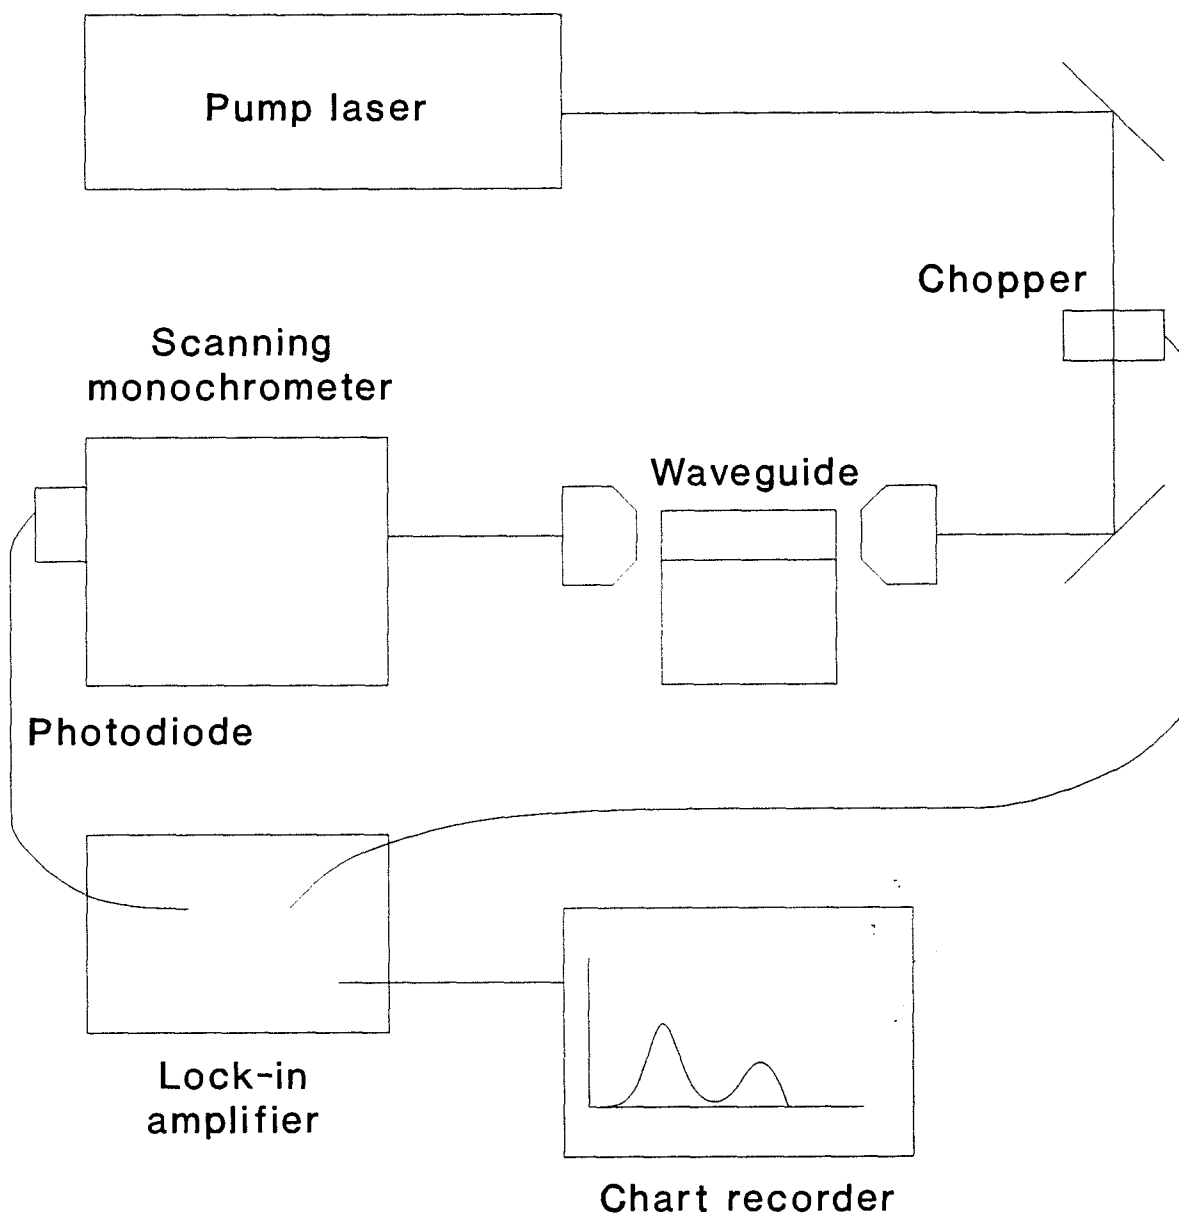 Pump laser
Chopper
Scanning
monochrometer
Waveguide
Photodiode
Lock-in
amplifier
Chart recorder